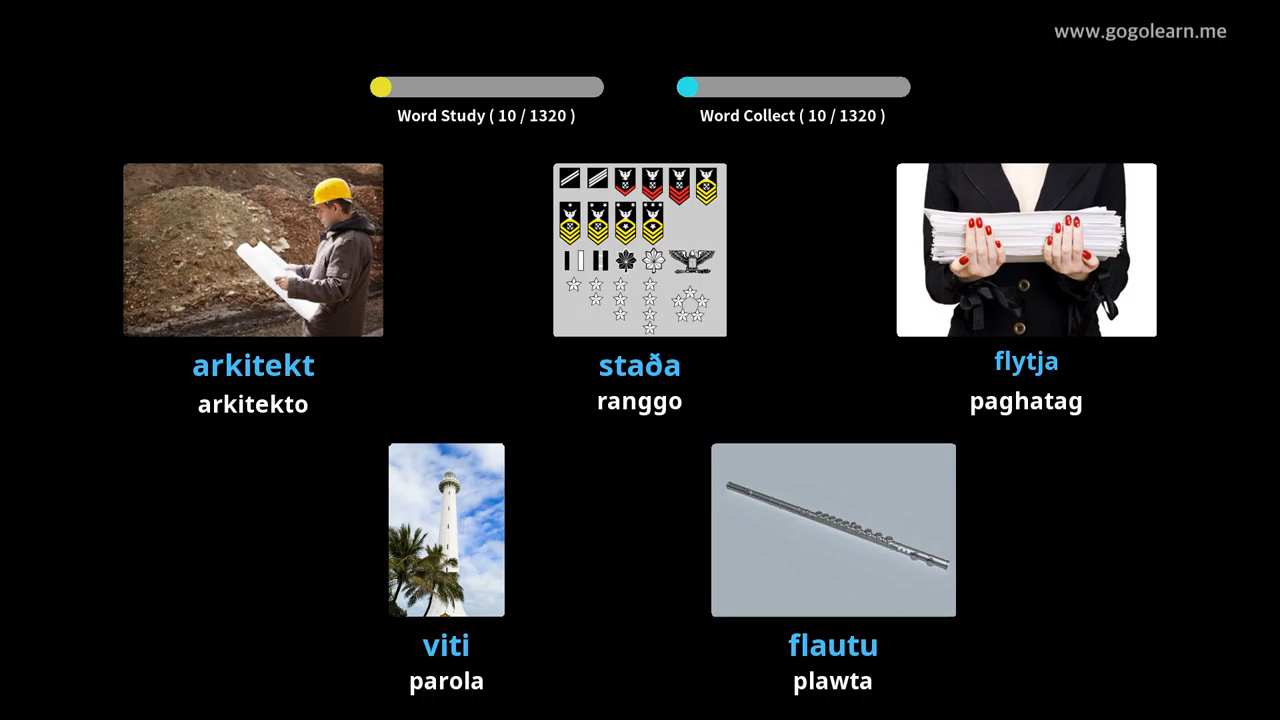 www.gogolearn.me
Word Study ( 10 / 1320 )
Word Collect ( 10 / 1320 )
arkitekt
arkitekto
staða
ranggo
flytja
paghatag
viti
parola
flautu
plawta